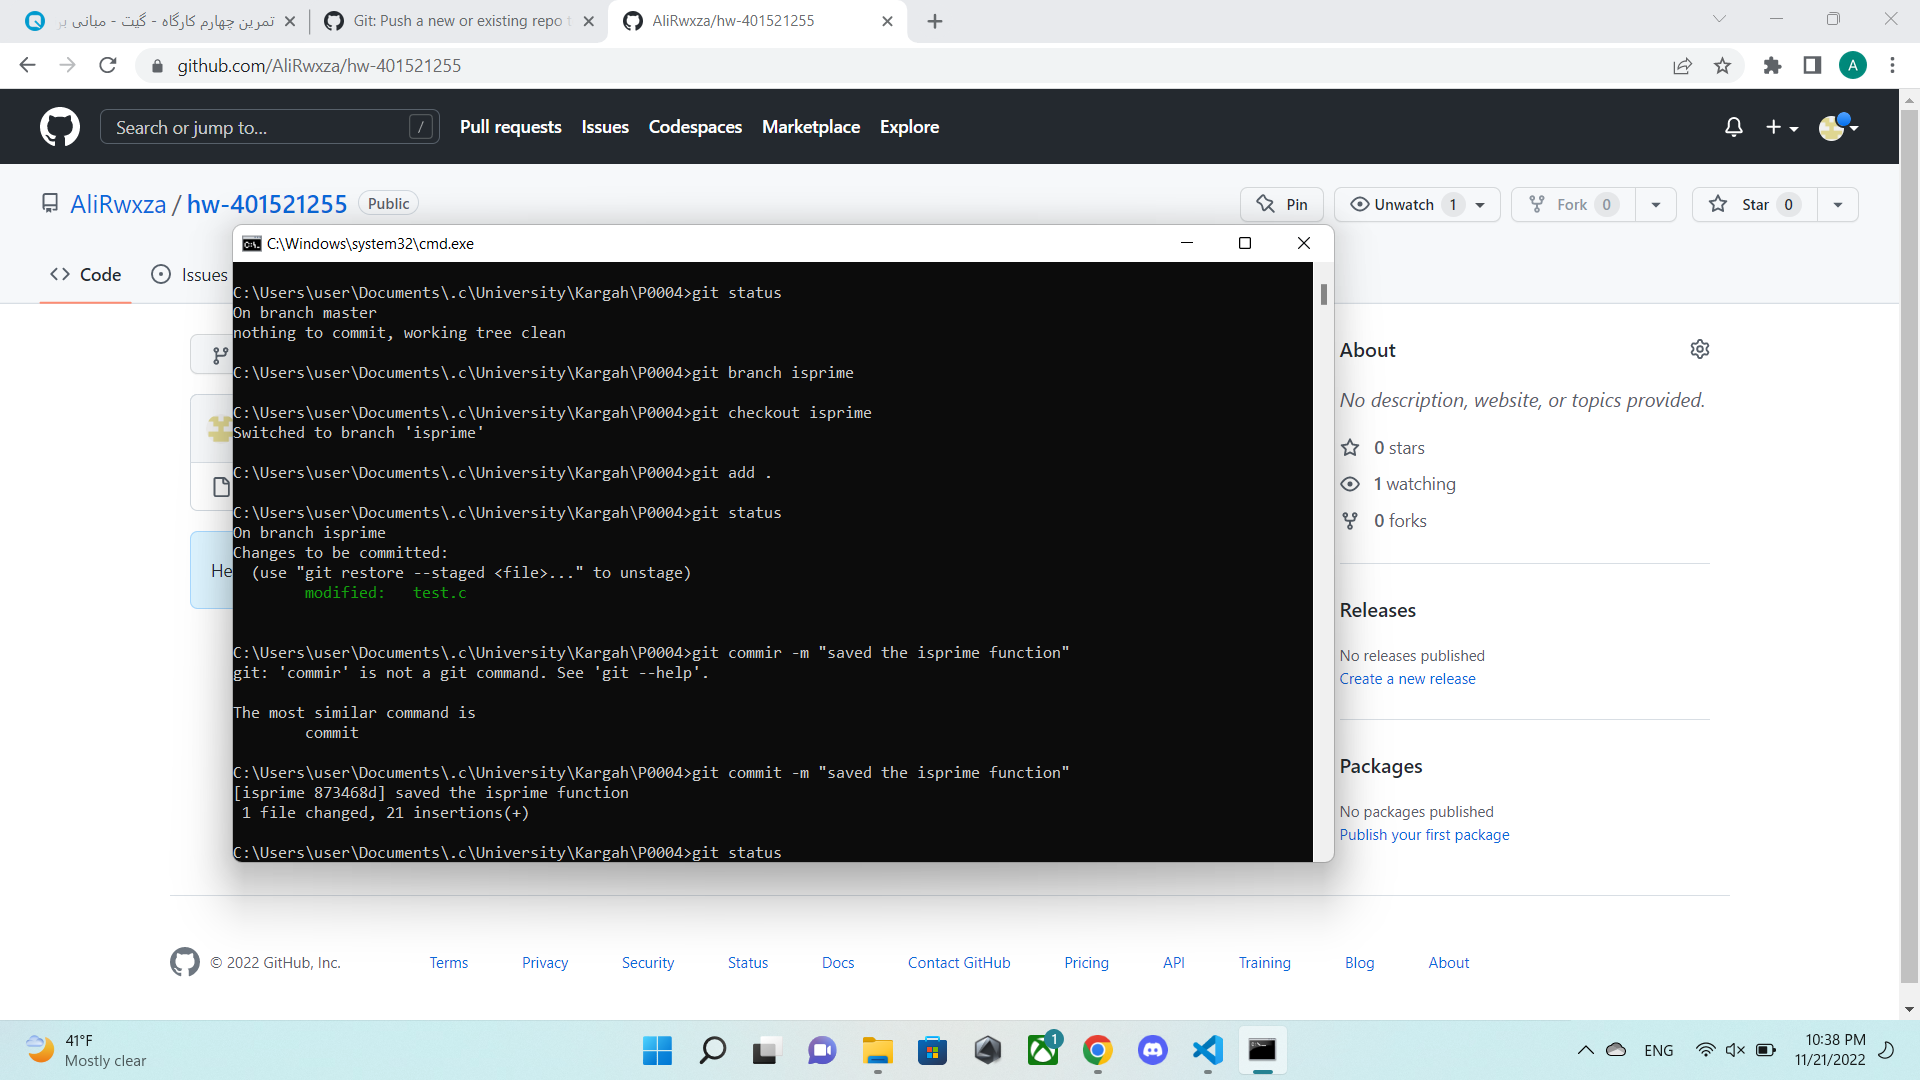 تمرین چهارم کارگاه - گیت - مبانی بر
Git: Push a new or existing repo t
AliRwxza/hw-401521255
github.com/AliRwxza/hw-401521255
A
Search or jump to...
/
Pull requests
Issues
Codespaces
Marketplace
Explore
AliRwxza / hw-401521255
Public
Pin
Unwatch 1
Fork 0
Star 0
Code
Issues
C:\Windows\system32\cmd.exe
C:\Users\user\Documents\.c\University\Kargah\P0004>git status
On branch master
nothing to commit, working tree clean
C:\Users\user\Documents\.c\University\Kargah\P0004>git branch isprime
C:\Users\user\Documents\.c\University\Kargah\P0004>git checkout isprime
Switched to branch 'isprime'
C:\Users\user\Documents\.c\University\Kargah\P0004>git add .
C:\Users\user\Documents\.c\University\Kargah\P0004>git status
On branch isprime
Changes to be committed:
(use "git restore --staged <file>..." to unstage)
modified:   test.c
C:\Users\user\Documents\.c\University\Kargah\P0004>git commir -m "saved the isprime function"
git: 'commir' is not a git command. See 'git --help'.
The most similar command is
commit
C:\Users\user\Documents\.c\University\Kargah\P0004>git commit -m "saved the isprime function"
[isprime 873468d] saved the isprime function
1 file changed, 21 insertions(+)
C:\Users\user\Documents\.c\University\Kargah\P0004>git status
He
About
No description, website, or topics provided.
0 stars
1 watching
0 forks
Releases
No releases published
Create a new release
Packages
No packages published
Publish your first package
© 2022 GitHub, Inc.
Terms
Privacy
Security
Status
Docs
Contact GitHub
Pricing
API
Training
Blog
About
41°F
Mostly clear
1
ENG
10:38 PM
11/21/2022